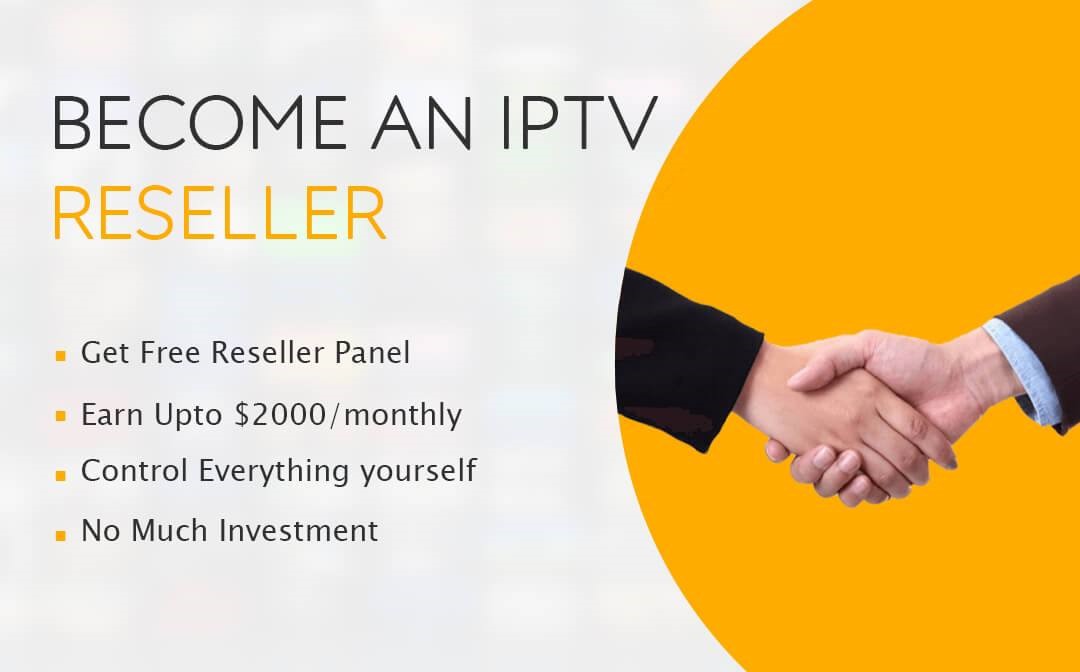 BECOME AN IPTV
RESELLER
Get Free Reseller Panel
Earn Upto $2000/monthly
Control Everything yourself
No Much Investment